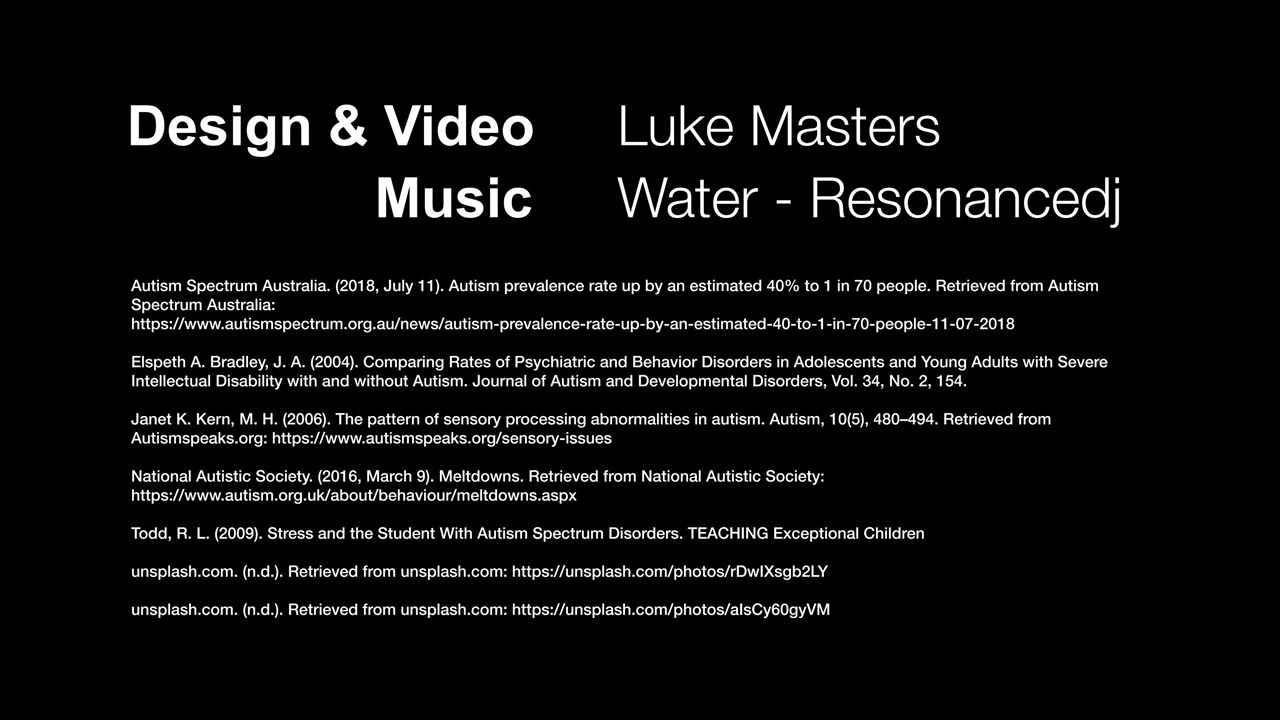 Design & Video Luke Masters
Music Water - Resonancedj
Autism Spectrum Australia. (2018, July 11). Autism prevalence rate up by an estimated 40% to 1 in 70 people. Retrieved from Autism
Spectrum Australia:
https://www.autismspectrum.org.au/news/autism-prevalence-rate-up-by-an-estimated-40-to-1-in-70-people-11-07-2018
Elspeth A. Bradley, J. A. (2004). Comparing Rates of Psychiatric and Behavior Disorders in Adolescents and Young Adults with Severe
Intellectual Disability with and without Autism. Journal of Autism and Developmental Disorders, Vol. 34, No. 2, 154.
Janet K. Kern, M. H. (2006). The pattern of sensory processing abnormalities in autism. Autism, 10(5), 480–494. Retrieved from
Autismspeaks.org: https://www.autismspeaks.org/sensory-issues
National Autistic Society. (2016, March 9). Meltdowns. Retrieved from National Autistic Society:
https://www.autism.org.uk/about/behaviour/meltdowns.aspx
Todd, R. L. (2009). Stress and the Student With Autism Spectrum Disorders. TEACHING Exceptional Children
unsplash.com. (n.d.). Retrieved from unsplash.com: https://unsplash.com/photos/rDwIXsgb2LY
unsplash.com. (n.d.). Retrieved from unsplash.com: https://unsplash.com/photos/aIsCy60gyVM